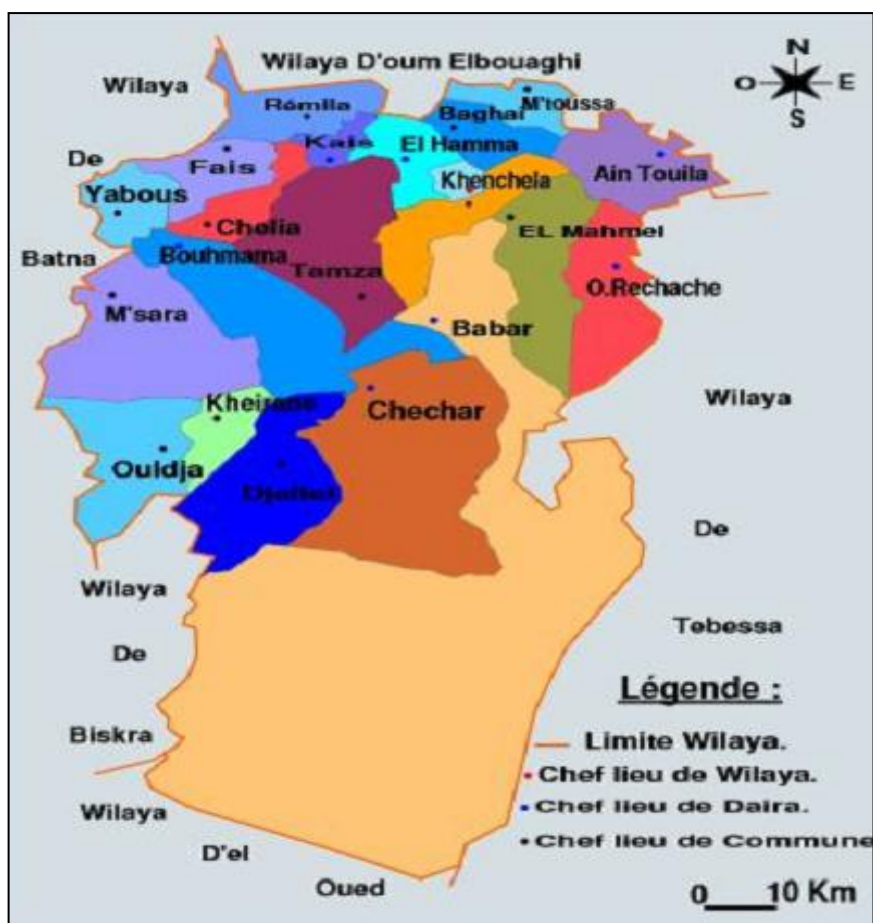 Wilaya D'oum Elbouaghi
N
O
E
S
Wilaya
De
Batna
Rémila
M'toussa
Baghai
Kais
El Hamma
Fais
Ain Touila
Yabous
Khenchela
Chelia
EL Mahmel
Bouhmama
Tamza
O.Rechache
M'sara
Babar
Kheirane
Chechar
Wilaya
De
Tebessa
Ouldja
Djellel
Wilaya
De
Biskra
Wilaya
D'el
Oued
Légende :
Limite Wilaya.
Chef lieu de Wilaya.
Chef lieu de Daira.
Chef lieu de Commune
0 10 Km